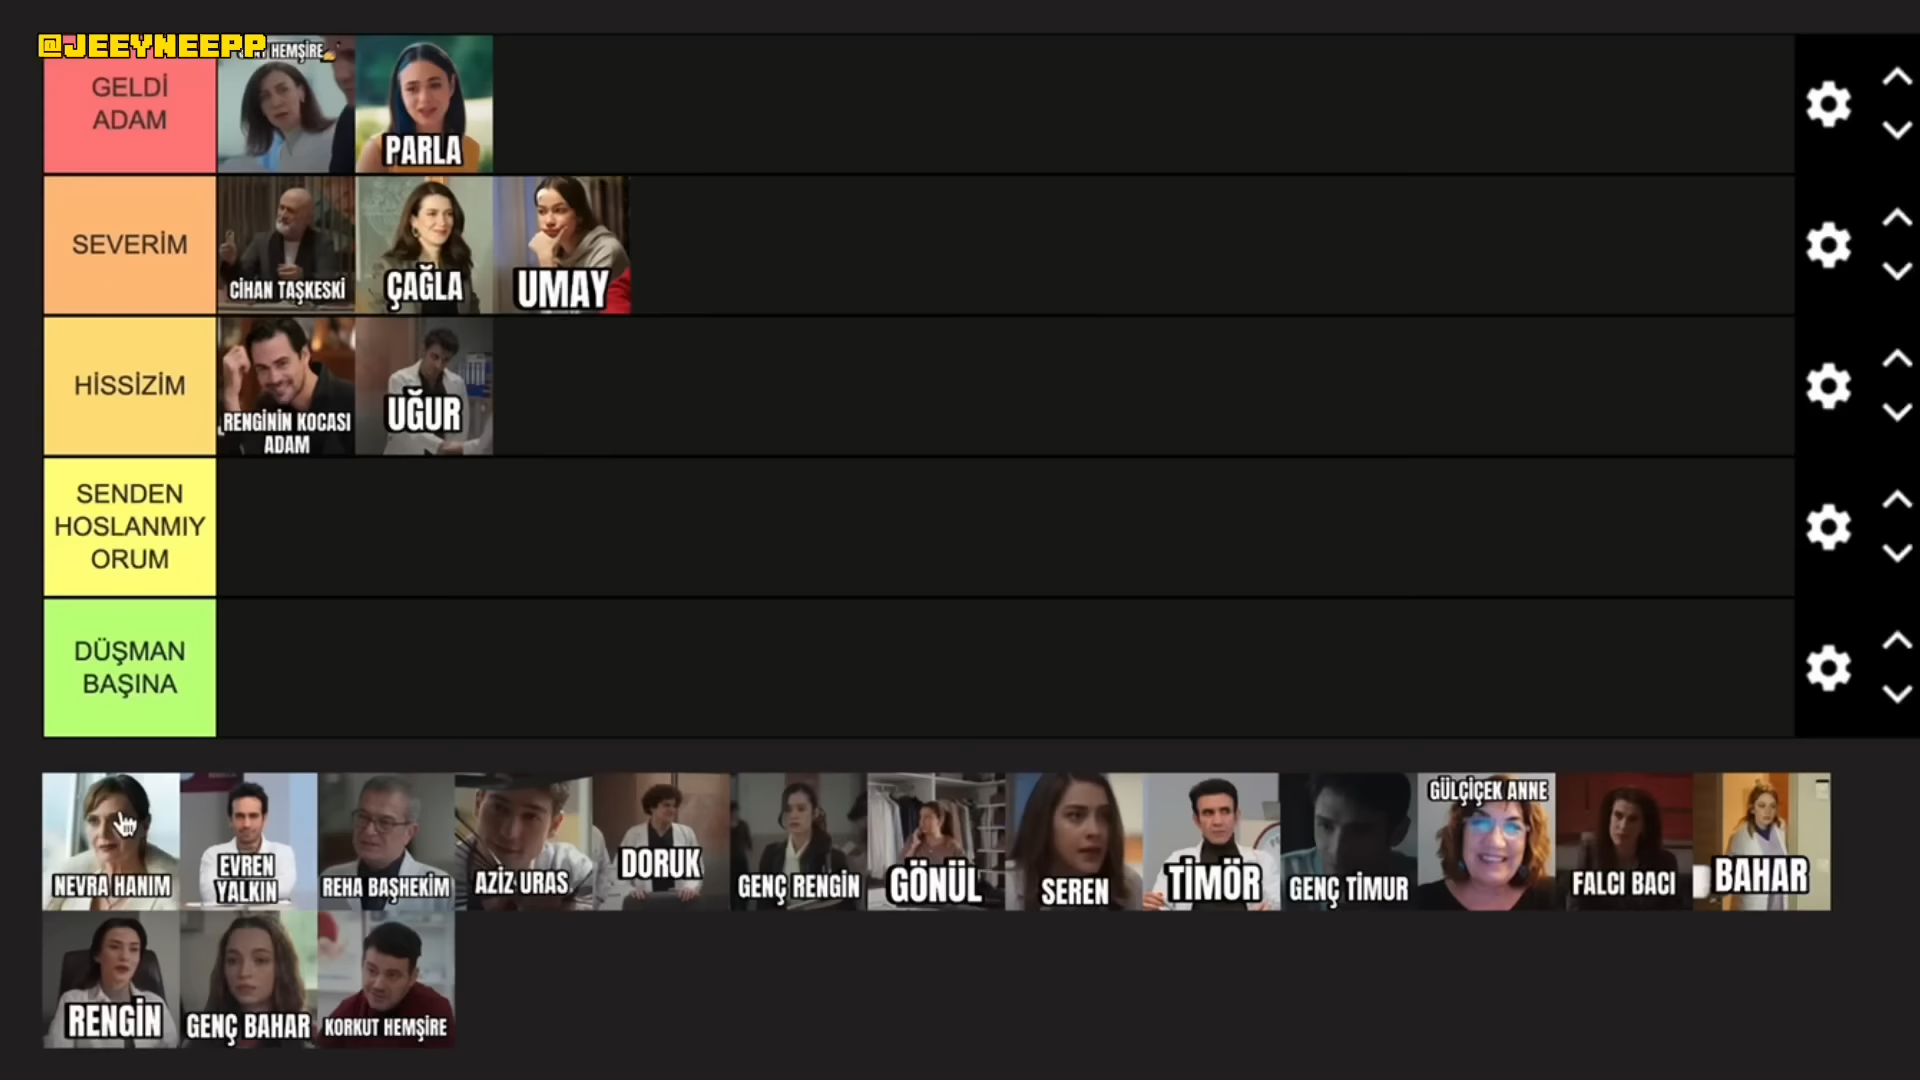 @JEEYNEEPP
HEMŞİRE
GELDİ
ADAM
PARLA
SEVERİM
CİHAN TAŞKESKİ
ÇAĞLA
UMAY
HİSSİZİM
RENGİNİN KOCASI
ADAM
UĞUR
SENDEN
HOSLANMIY
ORUM
DÜŞMAN
BAŞINA
NEVRA HANIM
EVREN
YALKIN
REHA BAŞHEKİM
AZİZ URAS
DORUK
GENÇ RENGİN
GÖNÜL
SEREN
TİMÖR
GENÇ TİMUR
GÜLÇİÇEK ANNE
FALCI BACI
BAHAR
RENGİN
GENÇ BAHAR
KORKUT HEMŞİRE